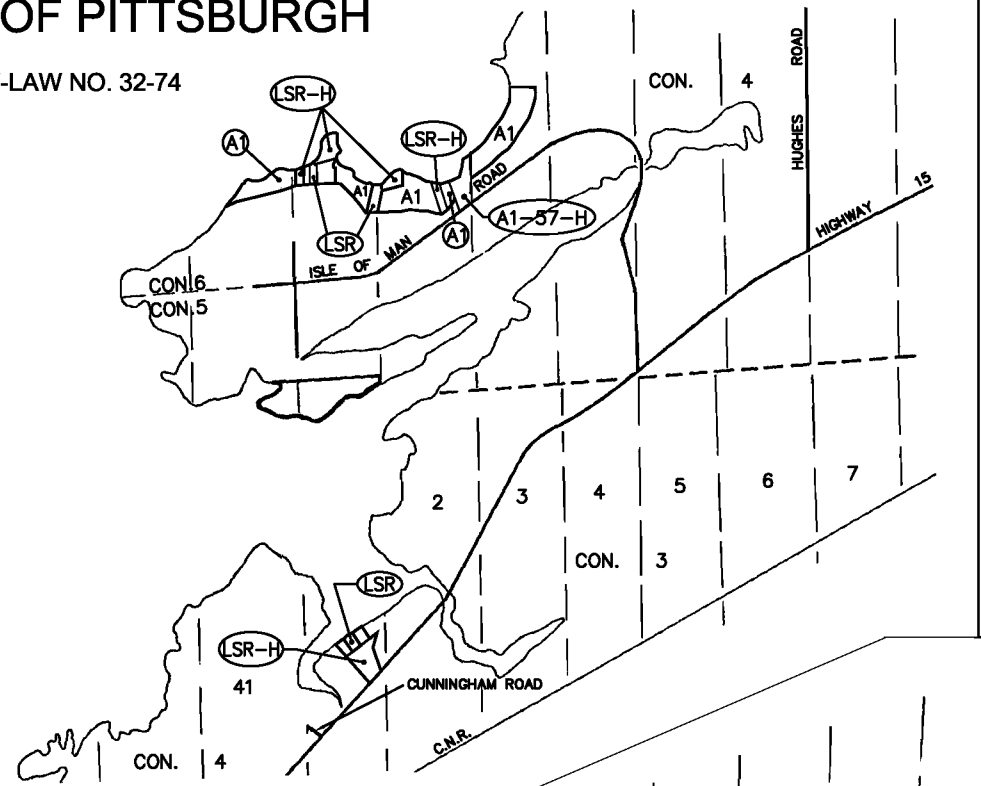 OF PITTSBURGH
-LAW NO. 32-74
CON. 4
HUGHES ROAD
LSR-H
A1
LSR-H
A1
A1
A1
ROAD
LSR
A1
A1-57-H
15
HIGHWAY
MAN
ISLE OF
CON.6
CON.5
2
3
4
5
6
7
CON. 3
LSR
LSR-H
41
CUNNINGHAM ROAD
C.N.R.
CON. 4